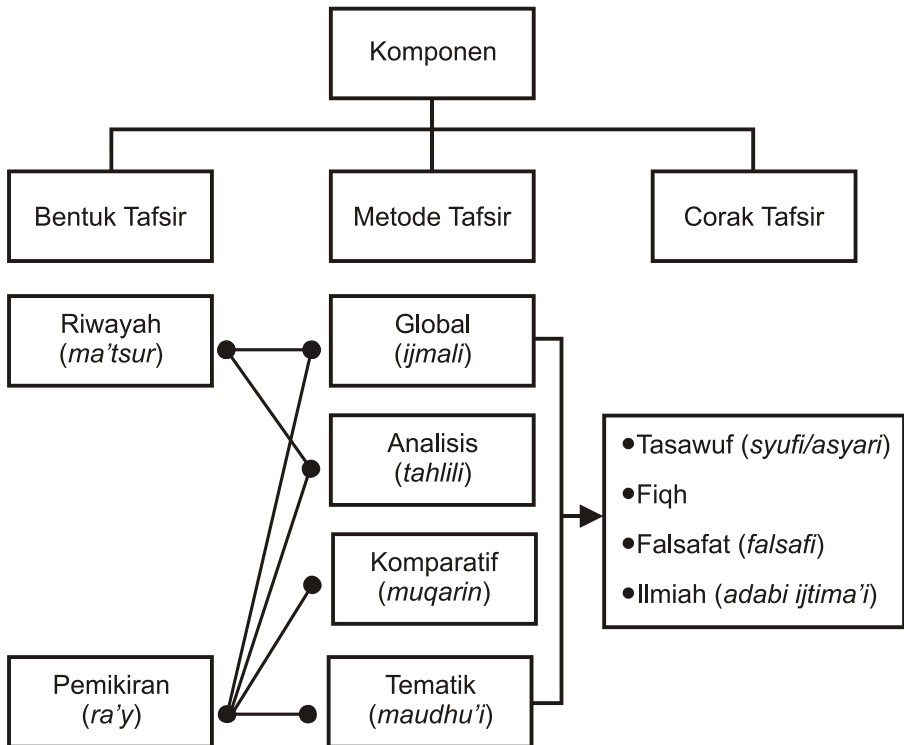 Komponen
Bentuk Tafsir
Metode Tafsir
Corak Tafsir
Riwayah
(ma'tsur)
Global
(ijmali)
Analisis
(tahlili)
Komparatif
(muqarin)
Pemikiran
(ra'y)
Tematik
(maudhu'i)
●Tasawuf (syufi/asyari)
●Fiqh
●Falsafat (falsafi)
●Ilmiah (adabi ijtima'i)